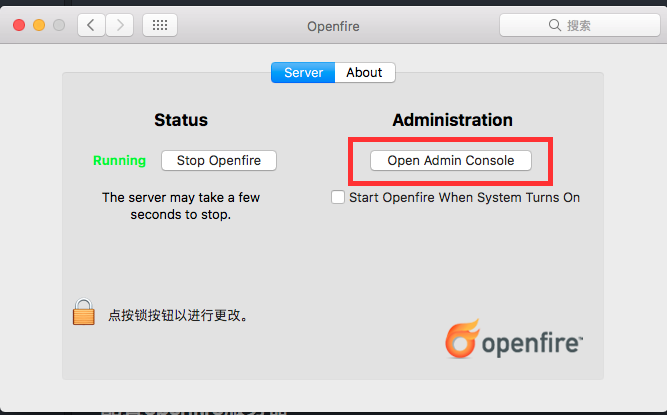 Openfire
搜索
Server
About
Status
Administration
Running
Stop Openfire
Open Admin Console
The server may take a few
seconds to stop.
Start Openfire When System Turns On
点按锁按钮以进行更改。
openfire™